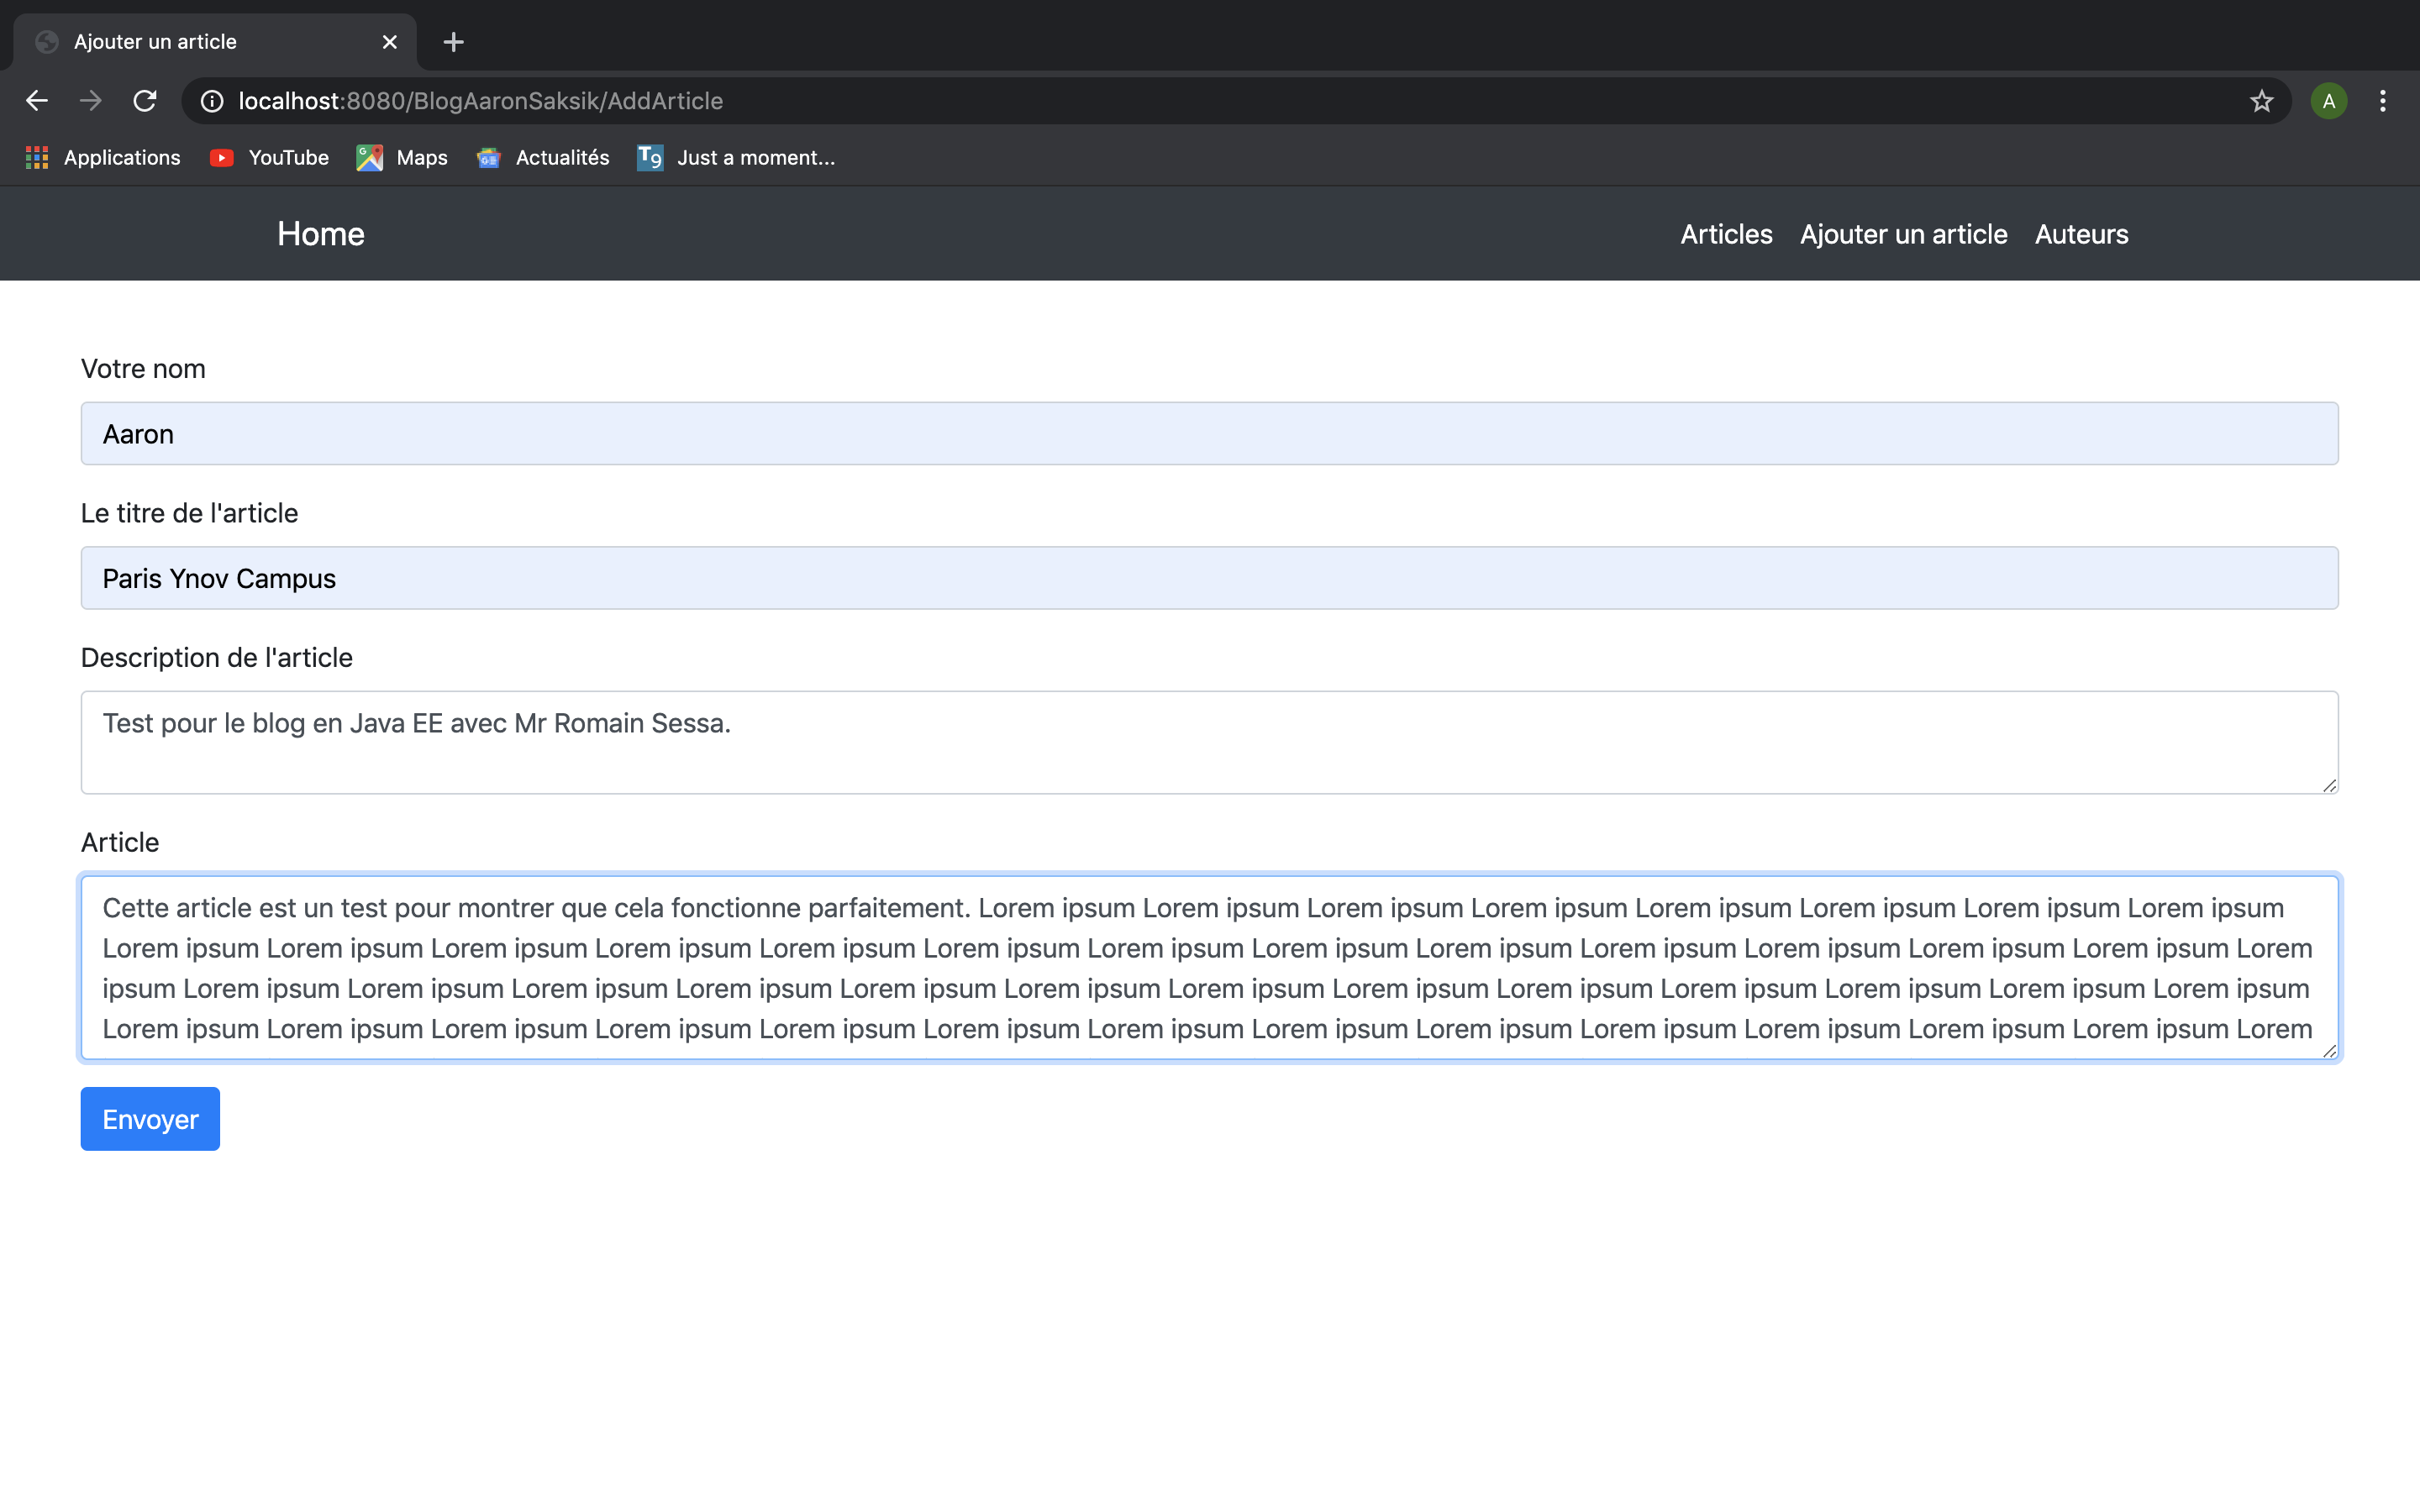 Ajouter un article
localhost:8080/BlogAaronSaksik/AddArticle
A
Applications YouTube Maps Actualités T9 Just a moment...
Home Articles Ajouter un article Auteurs
Votre nom
Aaron
Le titre de l'article
Paris Ynov Campus
Description de l'article
Test pour le blog en Java EE avec Mr Romain Sessa.
Article
Cette article est un test pour montrer que cela fonctionne parfaitement. Lorem ipsum Lorem ipsum Lorem ipsum Lorem ipsum Lorem ipsum Lorem ipsum Lorem ipsum Lorem ipsum
Lorem ipsum Lorem ipsum Lorem ipsum Lorem ipsum Lorem ipsum Lorem ipsum Lorem ipsum Lorem ipsum Lorem ipsum Lorem ipsum Lorem ipsum Lorem ipsum Lorem ipsum Lorem
ipsum Lorem ipsum Lorem ipsum Lorem ipsum Lorem ipsum Lorem ipsum Lorem ipsum Lorem ipsum Lorem ipsum Lorem ipsum Lorem ipsum Lorem ipsum Lorem ipsum Lorem ipsum
Lorem ipsum Lorem ipsum Lorem ipsum Lorem ipsum Lorem ipsum Lorem ipsum Lorem ipsum Lorem ipsum Lorem ipsum Lorem ipsum Lorem ipsum Lorem ipsum Lorem ipsum Lorem
Envoyer